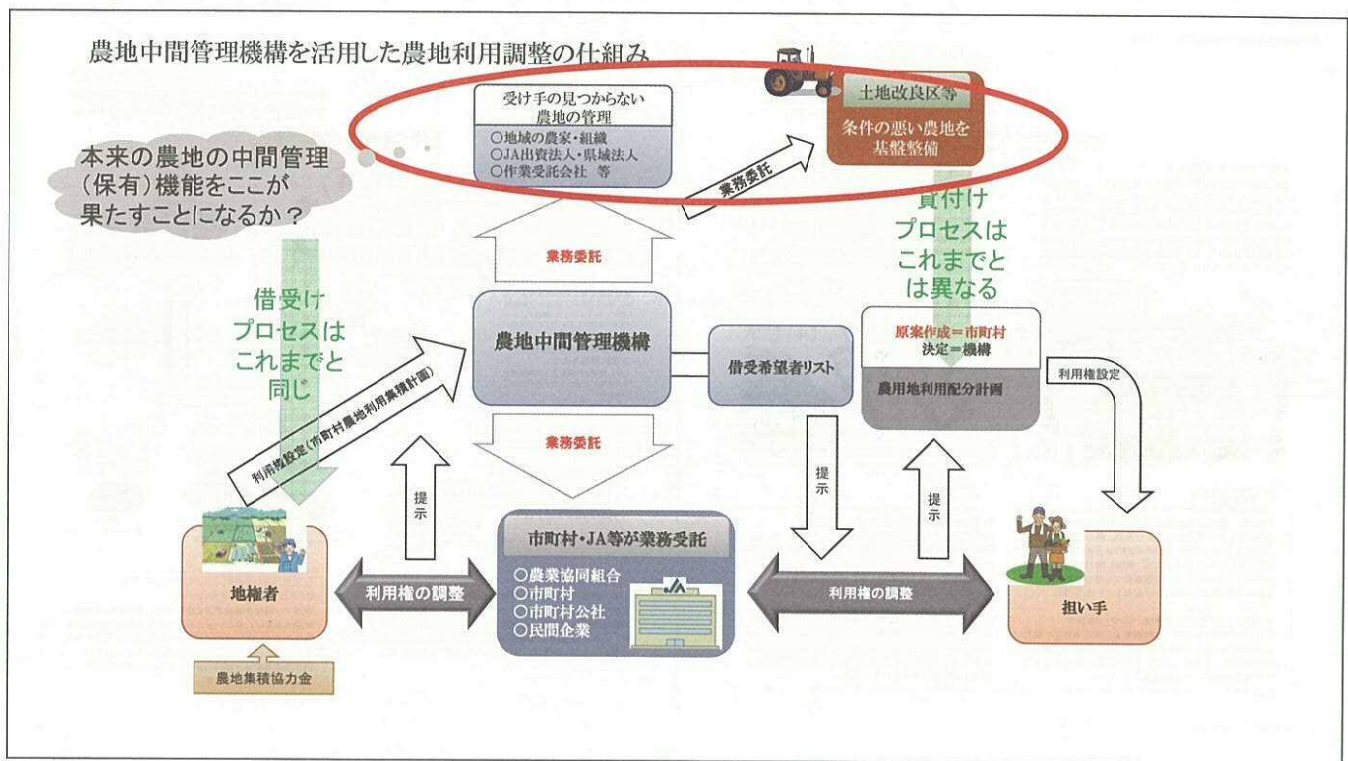 農地中間管理機構を活用した農地利用調整の仕組み
受け手の見つからない
農地の管理
○地域の農家・組織
○JA出資法人・県域法人
○作業受託会社 等
土地改良区等
条件の悪い農地を
基盤整備
本来の農地の中間管理
(保有)機能をここが
果たすことになるか？
業務委託
業務委託
貸付け
プロセスは
これまでと
は異なる
借受け
プロセスは
これまでと
同じ
農地中間管理機構
借受希望者リスト
原案作成＝市町村
決定＝機構
農用地利用配分計画
利用権設定
利用権設定(市町村農地利用集積計画)
業務委託
提示
提示
提示
地権者
利用権の調整
市町村・JA等が業務受託
○農業協同組合
○市町村
○市町村公社
○民間企業
JA
利用権の調整
担い手
農地集積協力金